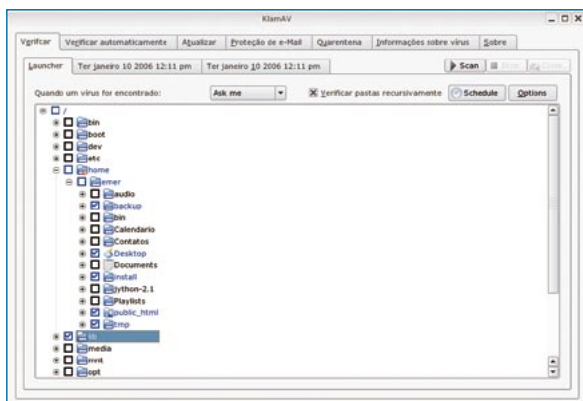 KlamAV
Verificar Verificar automaticamente Atualizar Proteção de e-Mail Quarentena Informações sobre vírus Sobre
Launcher Ter janeiro 10 2006 12:11 pm Ter janeiro 10 2006 12:11 pm Scan
Quando um vírus for encontrado: Ask me Verificar pastas recursivamente Schedule Options
/
bin
boot
dev
etc
home
emer
audio
backup
bin
Calendario
Contatos
Desktop
Documents
install
jython-2.1
Playlists
public_html
tmp
lib
media
mnt
opt